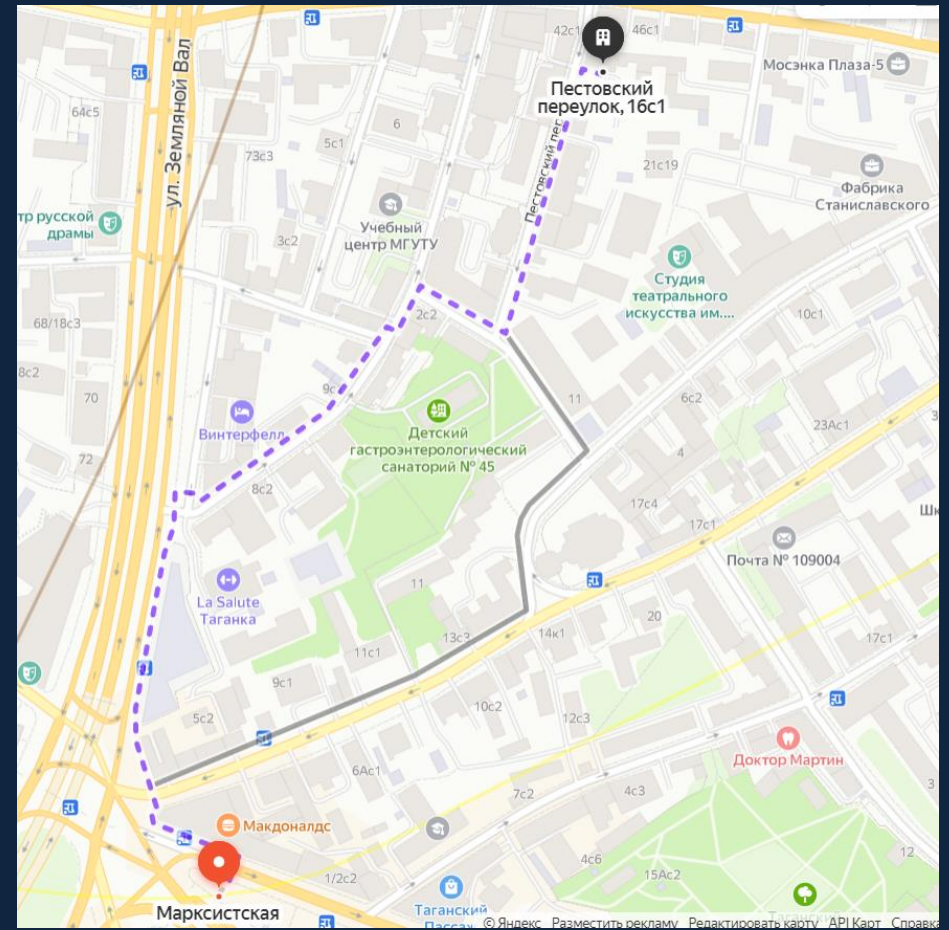 42с1
46с1
Мосэнка Плаза-5
Пестовский
переулок, 16с1
64с5
ул. Земляной Вал
6
5с1
73с3
Пестовский пер
21с19
Фабрика
Станиславского
тр русской
драмы
Учебный
центр МГУТУ
3с2
Студия
театрального
искусства им....
2с2
10с1
68/18с3
8с2
70
9с
11
6с2
Винтерфелл
Детский
гастроэнтерологический
санаторий № 45
23Ас1
4
72
8с2
17с4
17с1
Шк
Почта № 109004
La Salute
Таганка
11
20
13с3
14к1
17с1
11с1
9с1
10с2
12с3
5с2
Доктор Мартин
6Ас1
7с2
4с3
3
Макдоналдс
12
4с6
15Ас2
1/2с2
Марксистская
Таганский
Пассаж
© Яндекс Разместить рекламу Редактировать карту API Карт Справка